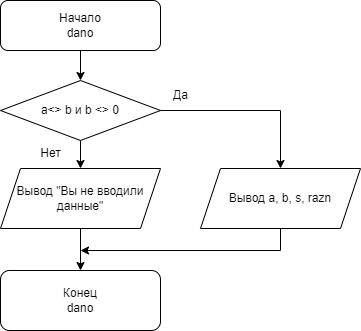 Начало
dano
a<> b и b <> 0
Да
Нет
Вывод "Вы не вводили
данные"
Вывод a, b, s, razn
Конец
dano